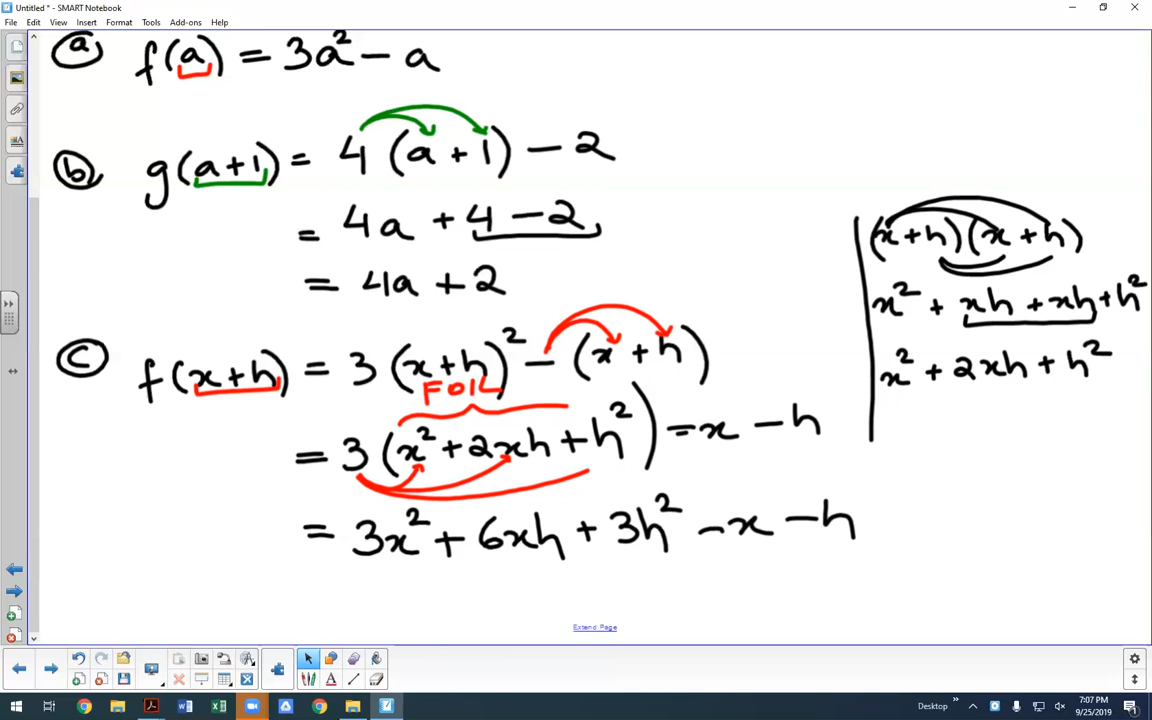 Untitled * - SMART Notebook
File Edit View Insert Format Tools Add-ons Help
ⓐ f(a) = 3a² - a
ⓑ g(a+1) = 4(a+1) - 2
= 4a + 4 - 2
= 4a + 2
ⓒ f(x+h) = 3(x+h)² - (x+h)
FOIL
= 3(x² + 2xh + h²) - x - h
= 3x² + 6xh + 3h² - x - h
(x+h)(x+h)
x² + xh + xh + h²
x² + 2xh + h²
Extend Page
Desktop
7:07 PM
9/25/2019